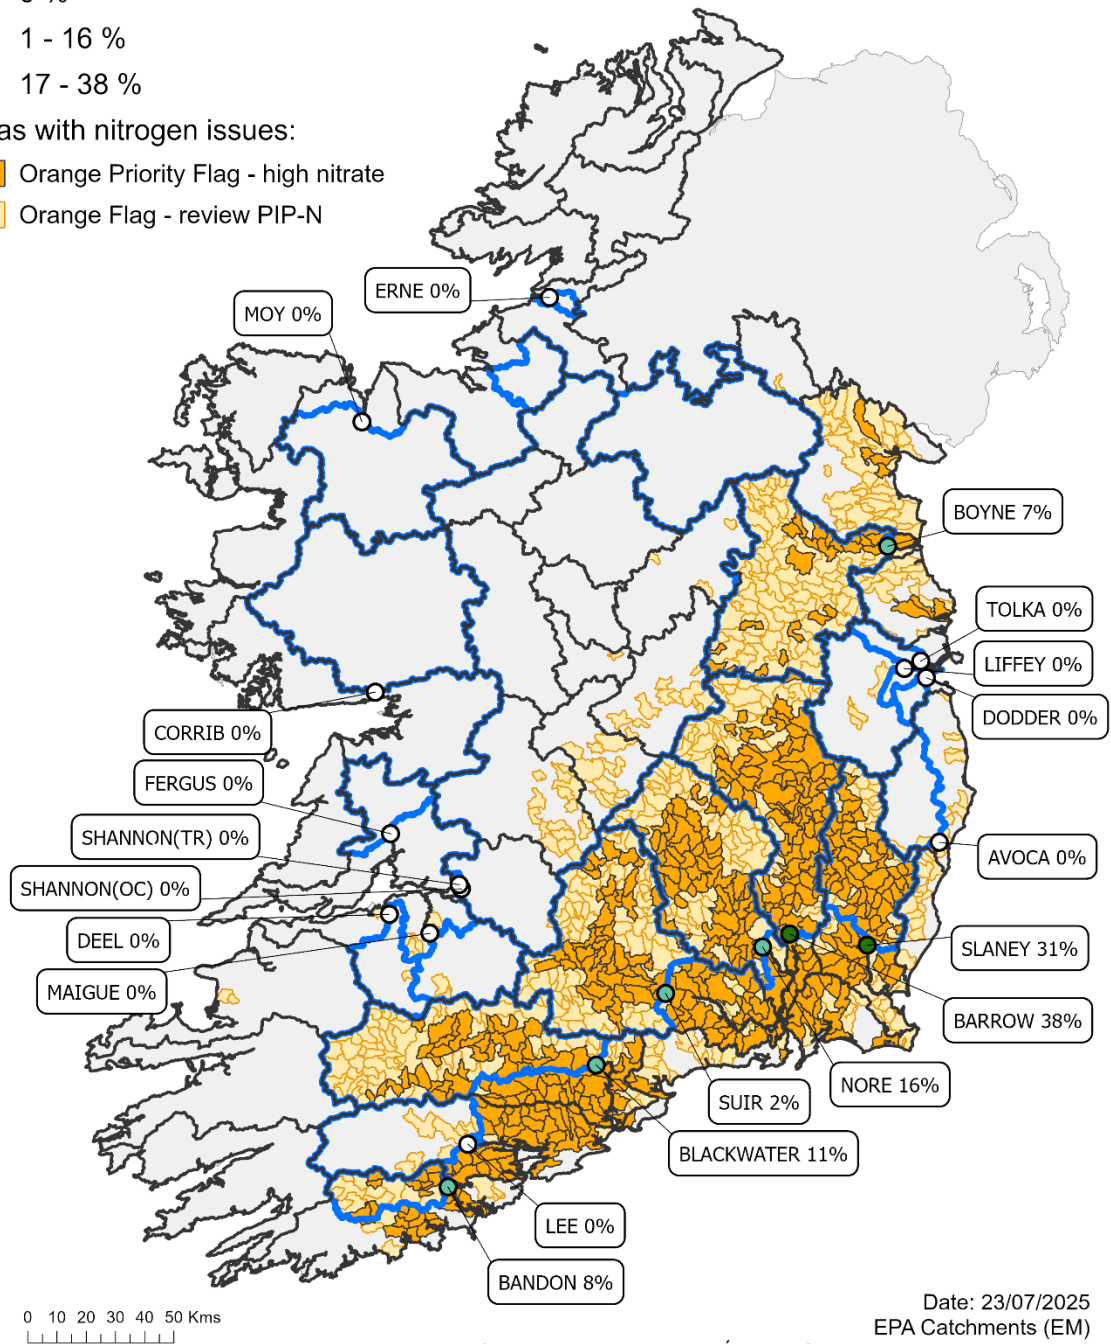 1 - 16 %
17 - 38 %
as with nitrogen issues:
Orange Priority Flag - high nitrate
Orange Flag - review PIP-N
ERNE 0%
MOY 0%
BOYNE 7%
TOLKA 0%
LIFFEY 0%
DODDER 0%
CORRIB 0%
FERGUS 0%
SHANNON(TR) 0%
AVOCA 0%
SHANNON(OC) 0%
DEEL 0%
SLANEY 31%
MAIGUE 0%
BARROW 38%
NORE 16%
SUIR 2%
BLACKWATER 11%
LEE 0%
BANDON 8%
0 10 20 30 40 50 Kms
Date: 23/07/2025
EPA Catchments (EM)